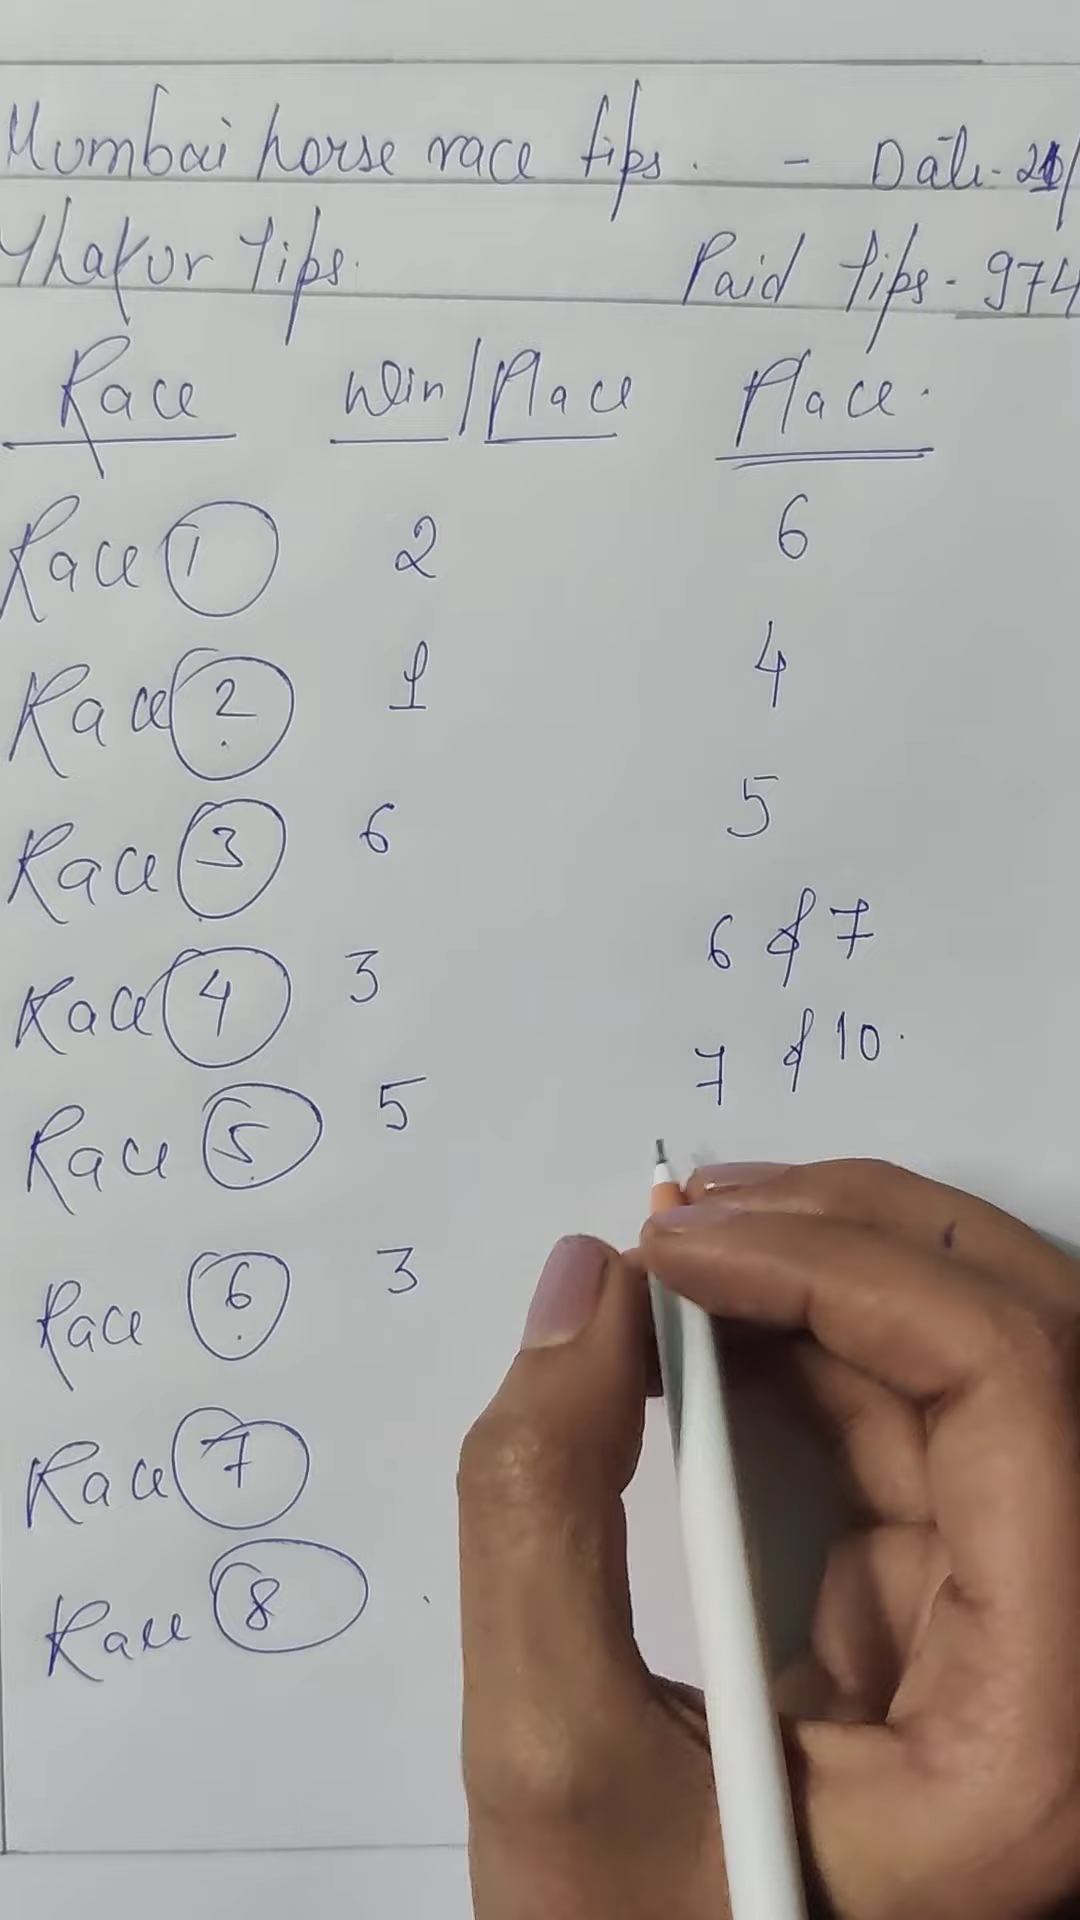 Mumbai horse race tips. - Date - 21/
Thakur Tips. Paid tips - 974
Race Win/Place Place.
Race 1 2 6
Race 2 1 4
Race 3 6 5
Race 4 3 6 & 7
Race 5 5 7 & 10.
Race 6 3
Race 7
Race 8